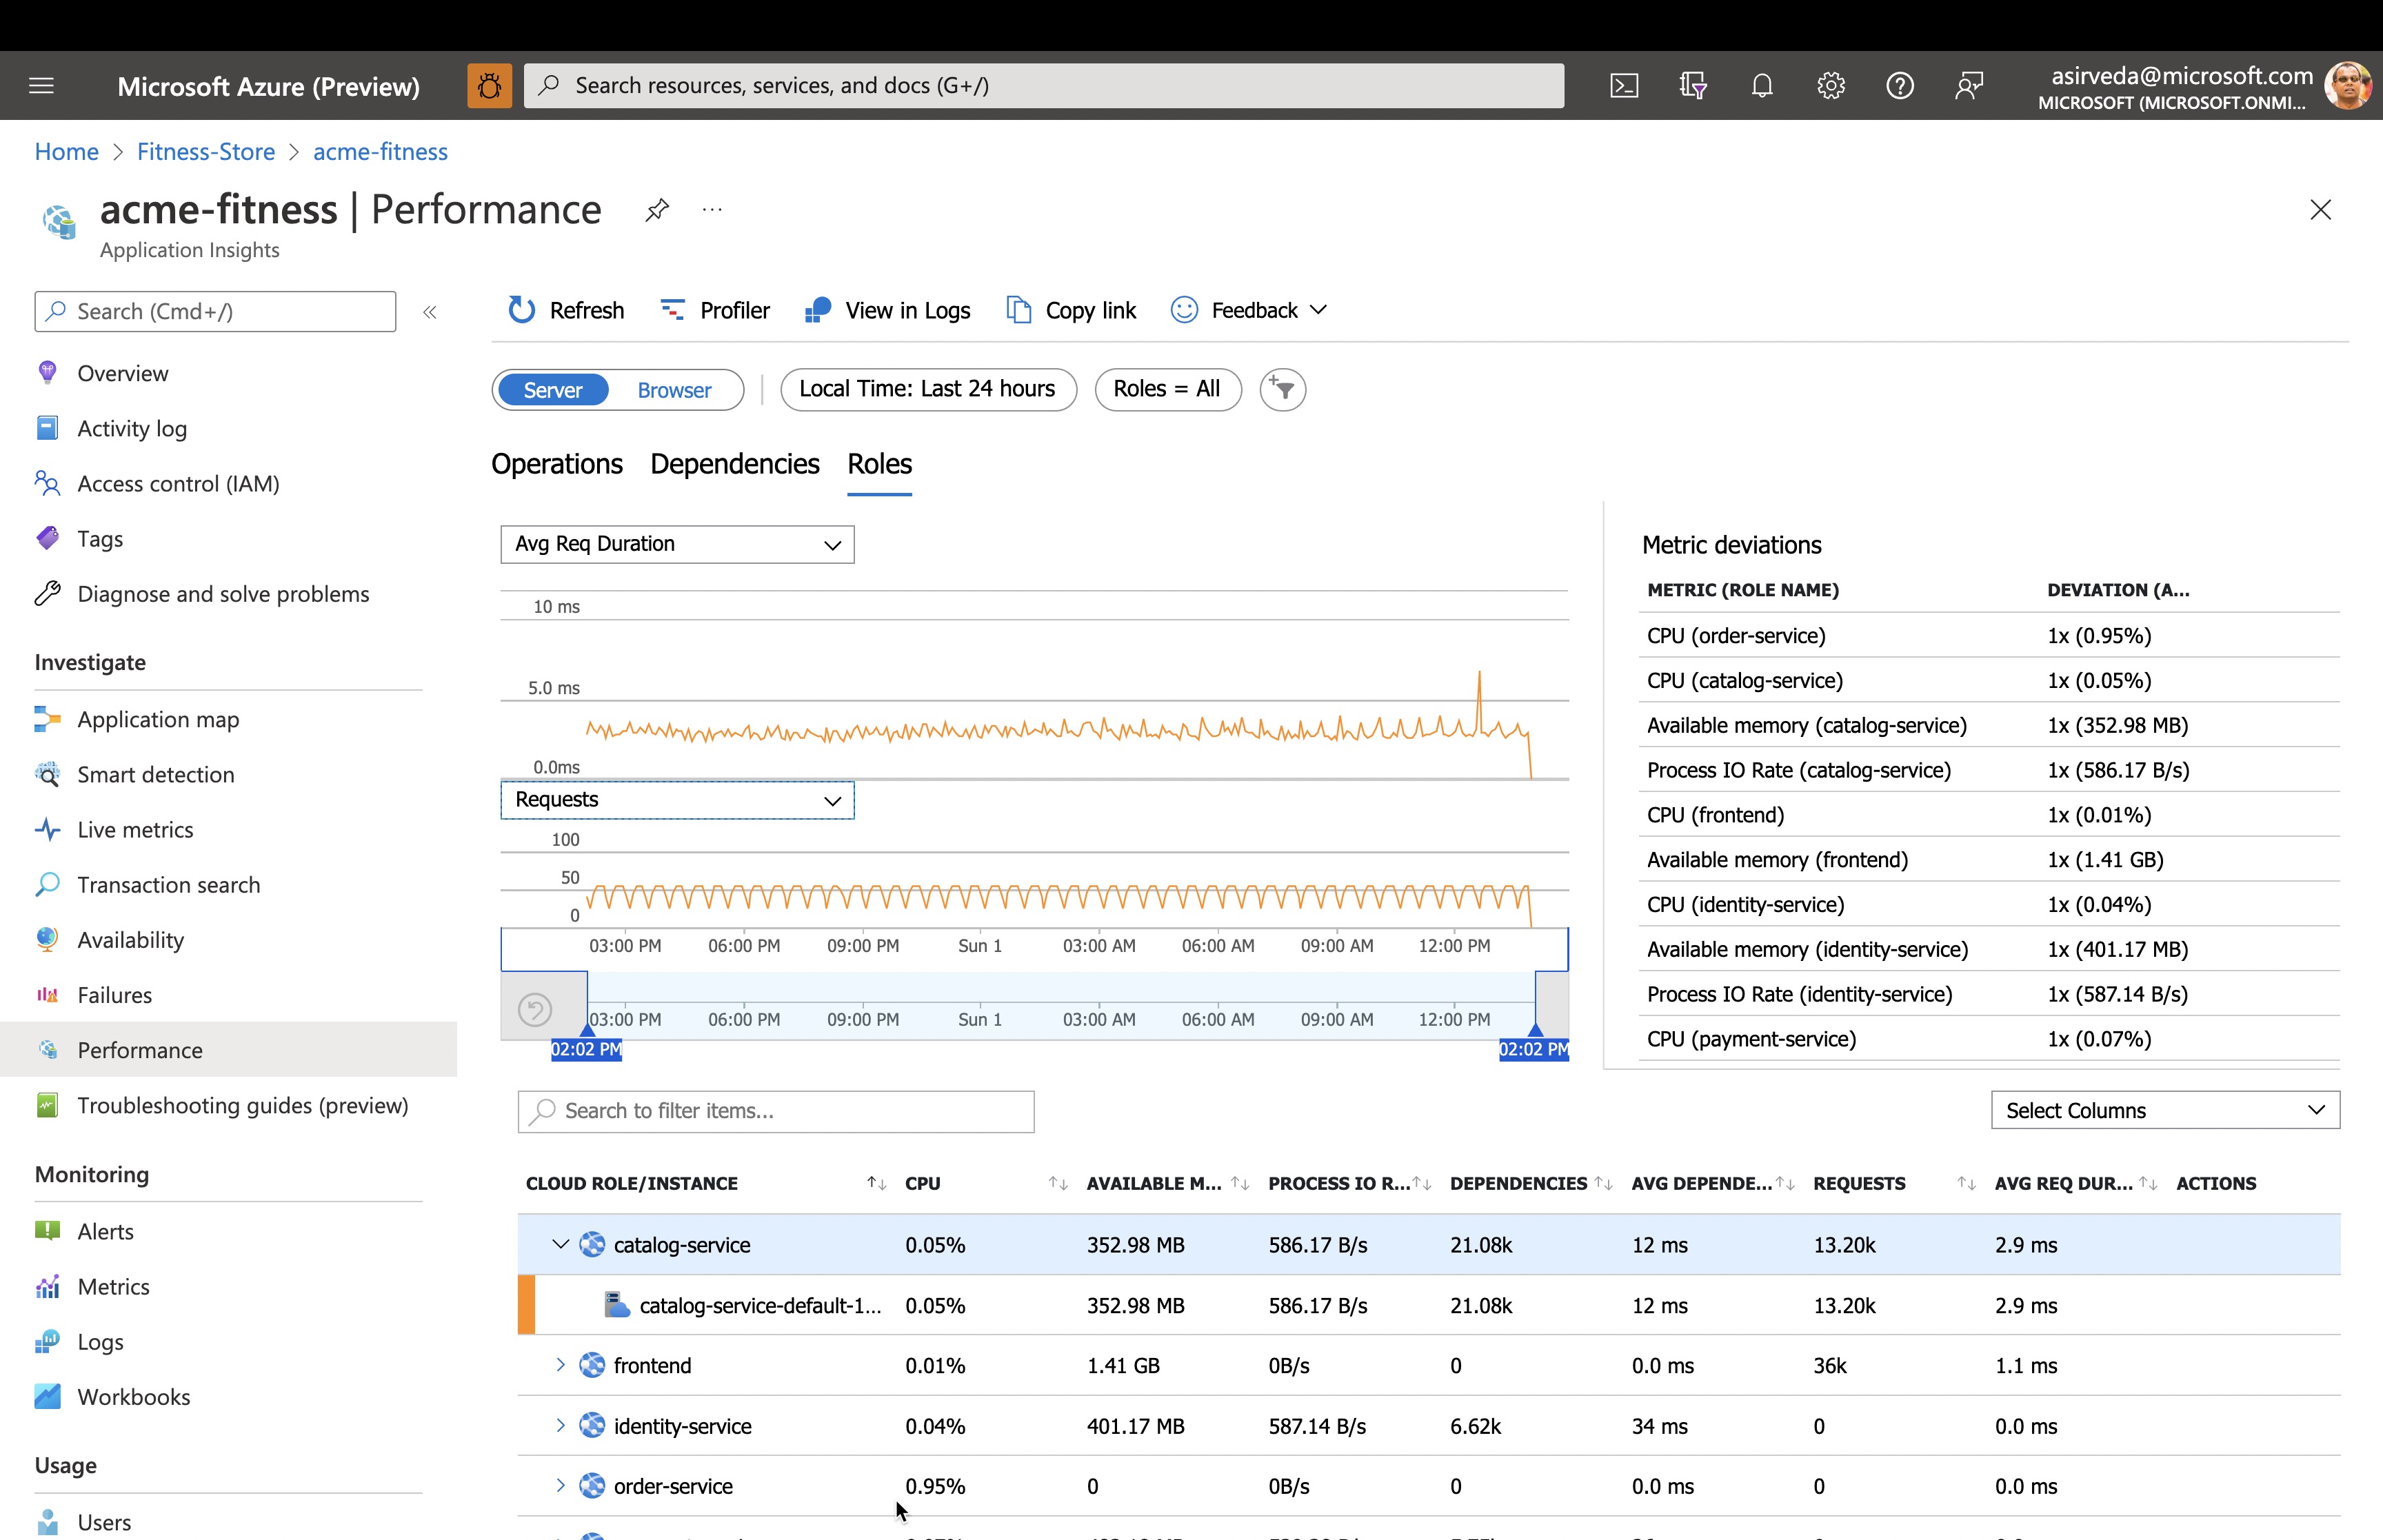 Microsoft Azure (Preview)
Search resources, services, and docs (G+/)
asirveda@microsoft.com
MICROSOFT (MICROSOFT.ONMI...
Home > Fitness-Store > acme-fitness
acme-fitness | Performance
...
Application Insights
Search (Cmd+/)
«
Overview
Activity log
Access control (IAM)
Tags
Diagnose and solve problems
Investigate
Application map
Smart detection
Live metrics
Transaction search
Availability
Failures
Performance
Troubleshooting guides (preview)
Monitoring
Alerts
Metrics
Logs
Workbooks
Usage
Users
Refresh Profiler View in Logs Copy link Feedback
Server Browser Local Time: Last 24 hours Roles = All
Operations Dependencies Roles
Avg Req Duration
10 ms
5.0 ms
0.0ms
Requests
100
50
0
03:00 PM 06:00 PM 09:00 PM Sun 1 03:00 AM 06:00 AM 09:00 AM 12:00 PM
03:00 PM 06:00 PM 09:00 PM Sun 1 03:00 AM 06:00 AM 09:00 AM 12:00 PM
02:02 PM 02:02 PM
Metric deviations
METRIC (ROLE NAME) DEVIATION (A...
CPU (order-service) 1x (0.95%)
CPU (catalog-service) 1x (0.05%)
Available memory (catalog-service) 1x (352.98 MB)
Process IO Rate (catalog-service) 1x (586.17 B/s)
CPU (frontend) 1x (0.01%)
Available memory (frontend) 1x (1.41 GB)
CPU (identity-service) 1x (0.04%)
Available memory (identity-service) 1x (401.17 MB)
Process IO Rate (identity-service) 1x (587.14 B/s)
CPU (payment-service) 1x (0.07%)
Search to filter items...
Select Columns
CLOUD ROLE/INSTANCE CPU AVAILABLE M... PROCESS IO R... DEPENDENCIES AVG DEPENDE... REQUESTS AVG REQ DUR... ACTIONS
catalog-service 0.05% 352.98 MB 586.17 B/s 21.08k 12 ms 13.20k 2.9 ms
catalog-service-default-1... 0.05% 352.98 MB 586.17 B/s 21.08k 12 ms 13.20k 2.9 ms
frontend 0.01% 1.41 GB 0B/s 0 0.0 ms 36k 1.1 ms
identity-service 0.04% 401.17 MB 587.14 B/s 6.62k 34 ms 0 0.0 ms
order-service 0.95% 0 0B/s 0 0.0 ms 0 0.0 ms